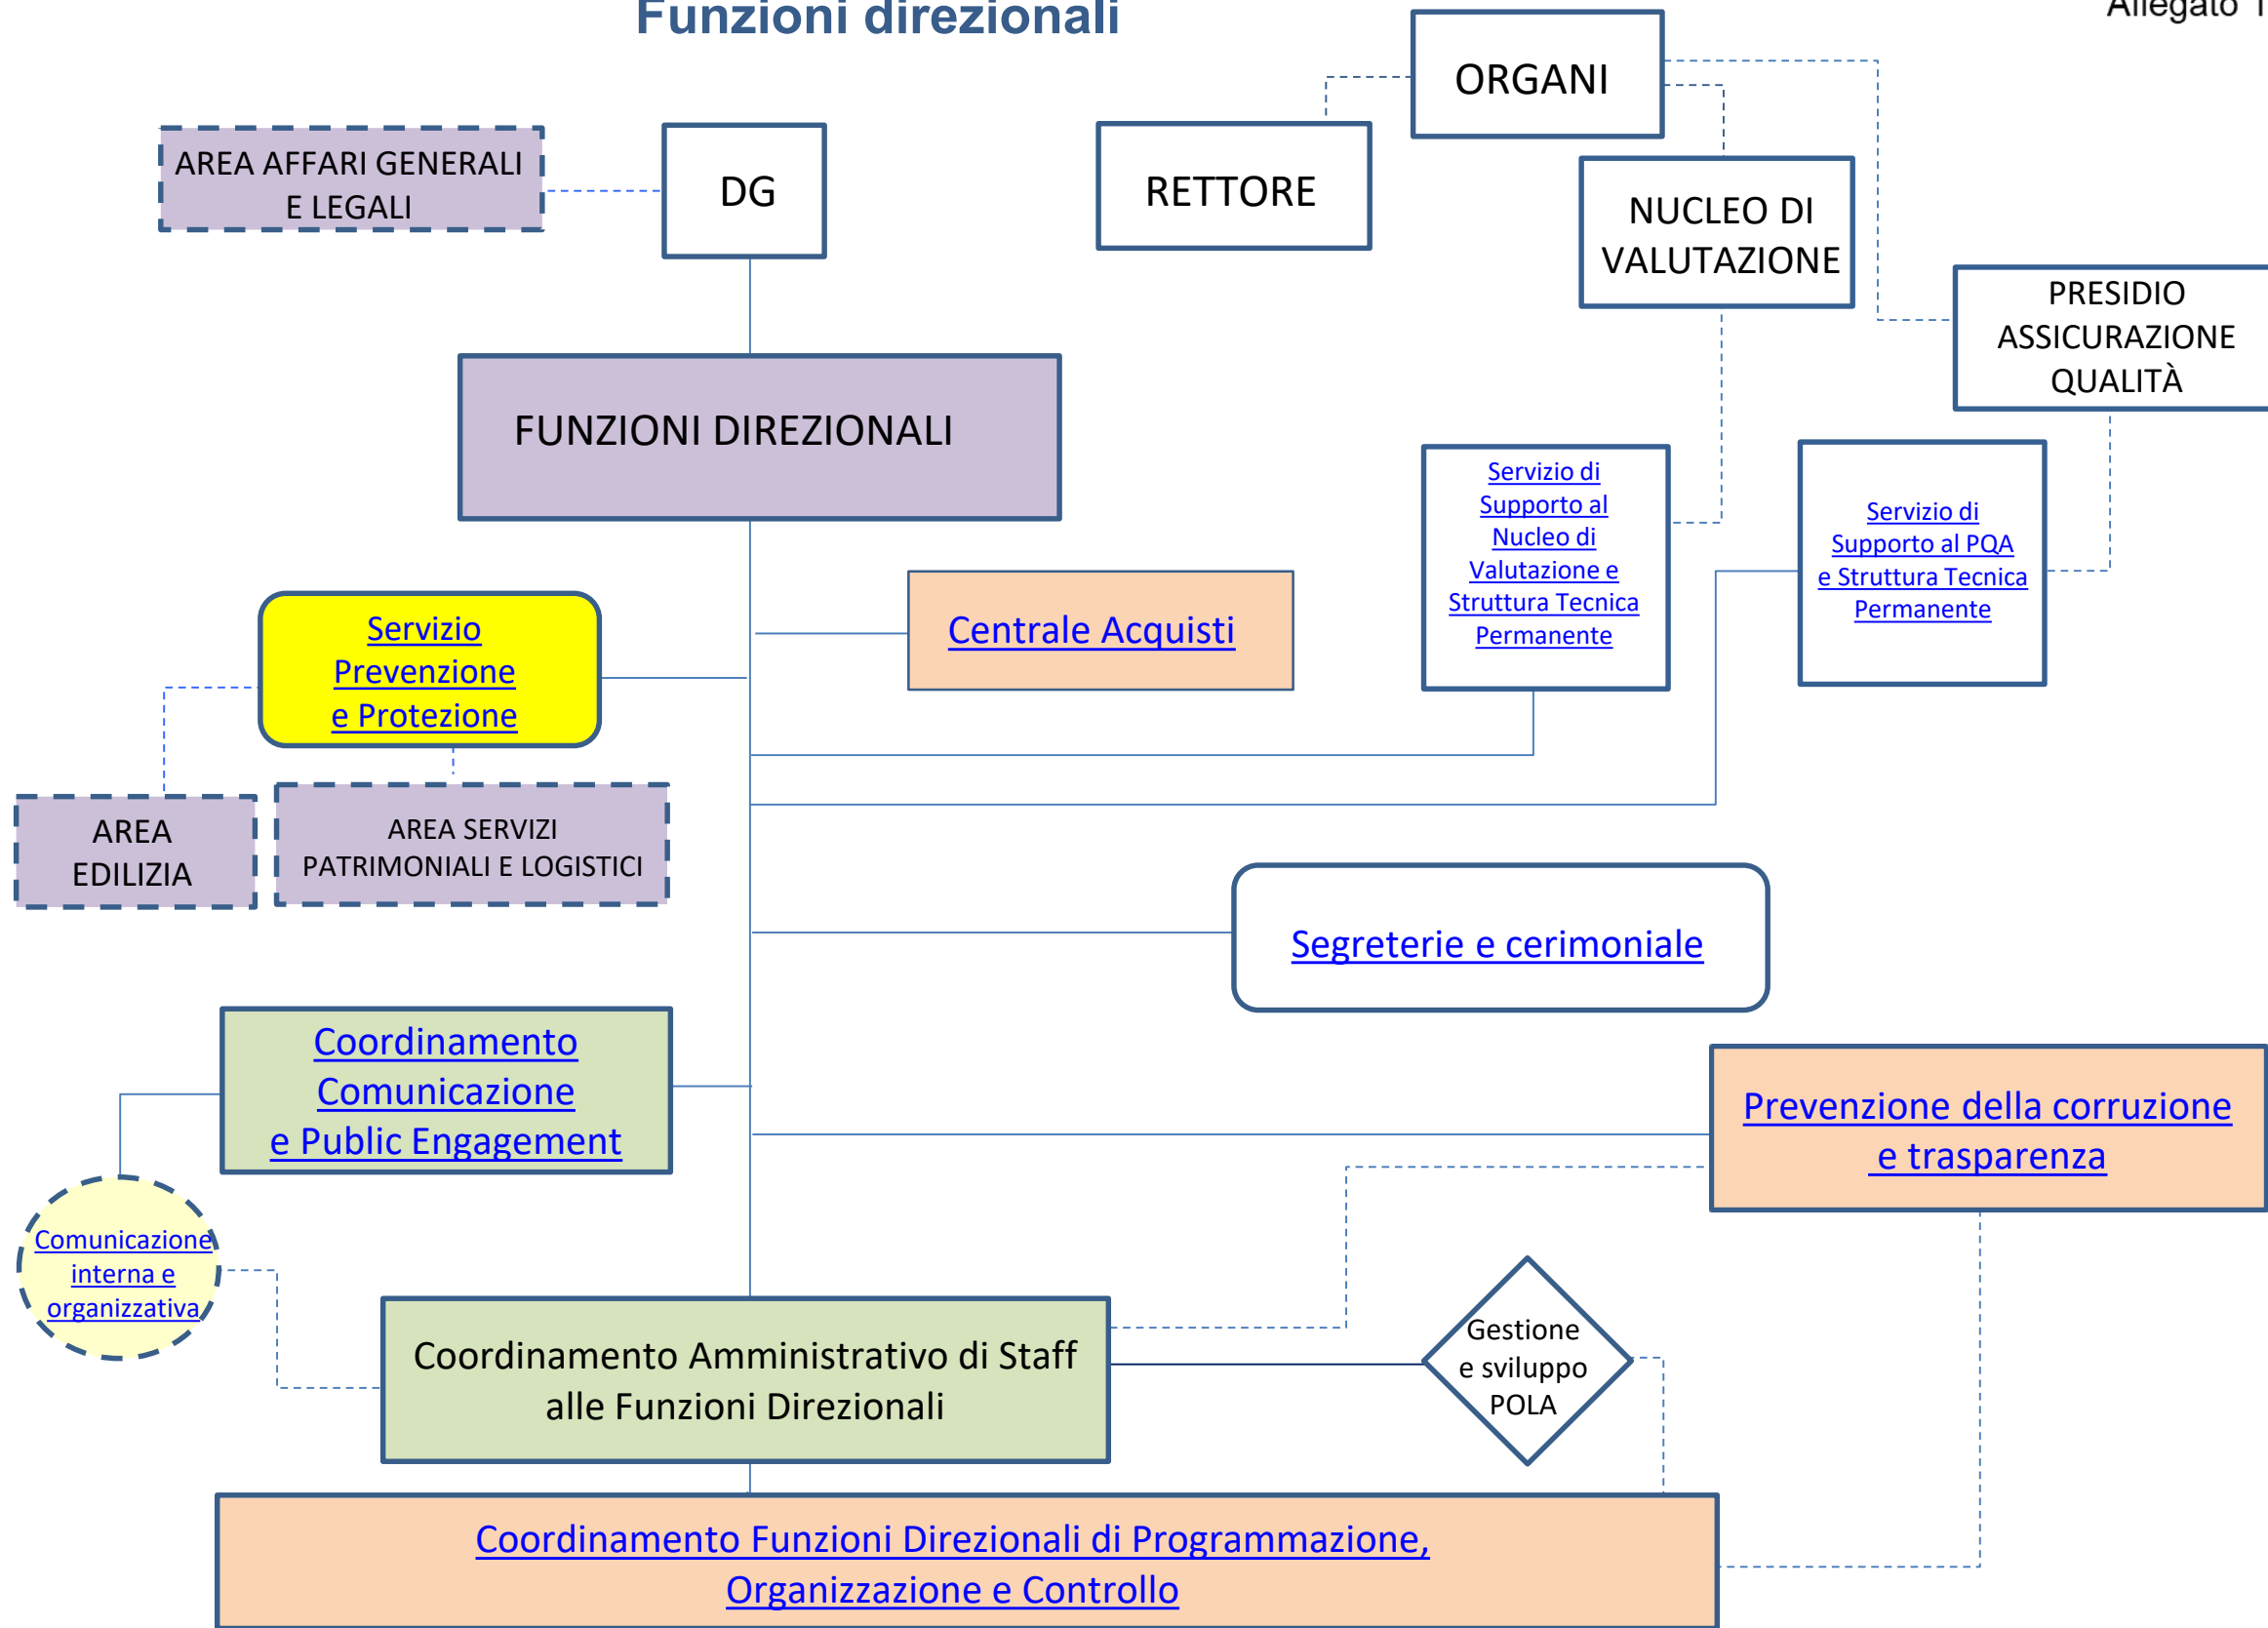 Funzioni direzionali
Allegato 1
ORGANI
AREA AFFARI GENERALI
E LEGALI
DG
RETTORE
NUCLEO DI
VALUTAZIONE
PRESIDIO
ASSICURAZIONE
QUALITÀ
FUNZIONI DIREZIONALI
Servizio di
Supporto al
Nucleo di
Valutazione e
Struttura Tecnica
Permanente
Servizio di
Supporto al PQA
e Struttura Tecnica
Permanente
Servizio
Prevenzione
e Protezione
Centrale Acquisti
AREA
EDILIZIA
AREA SERVIZI
PATRIMONIALI E LOGISTICI
Segreterie e cerimoniale
Coordinamento
Comunicazione
e Public Engagement
Prevenzione della corruzione
e trasparenza
Comunicazione
interna e
organizzativa
Coordinamento Amministrativo di Staff
alle Funzioni Direzionali
Gestione
e sviluppo
POLA
Coordinamento Funzioni Direzionali di Programmazione,
Organizzazione e Controllo